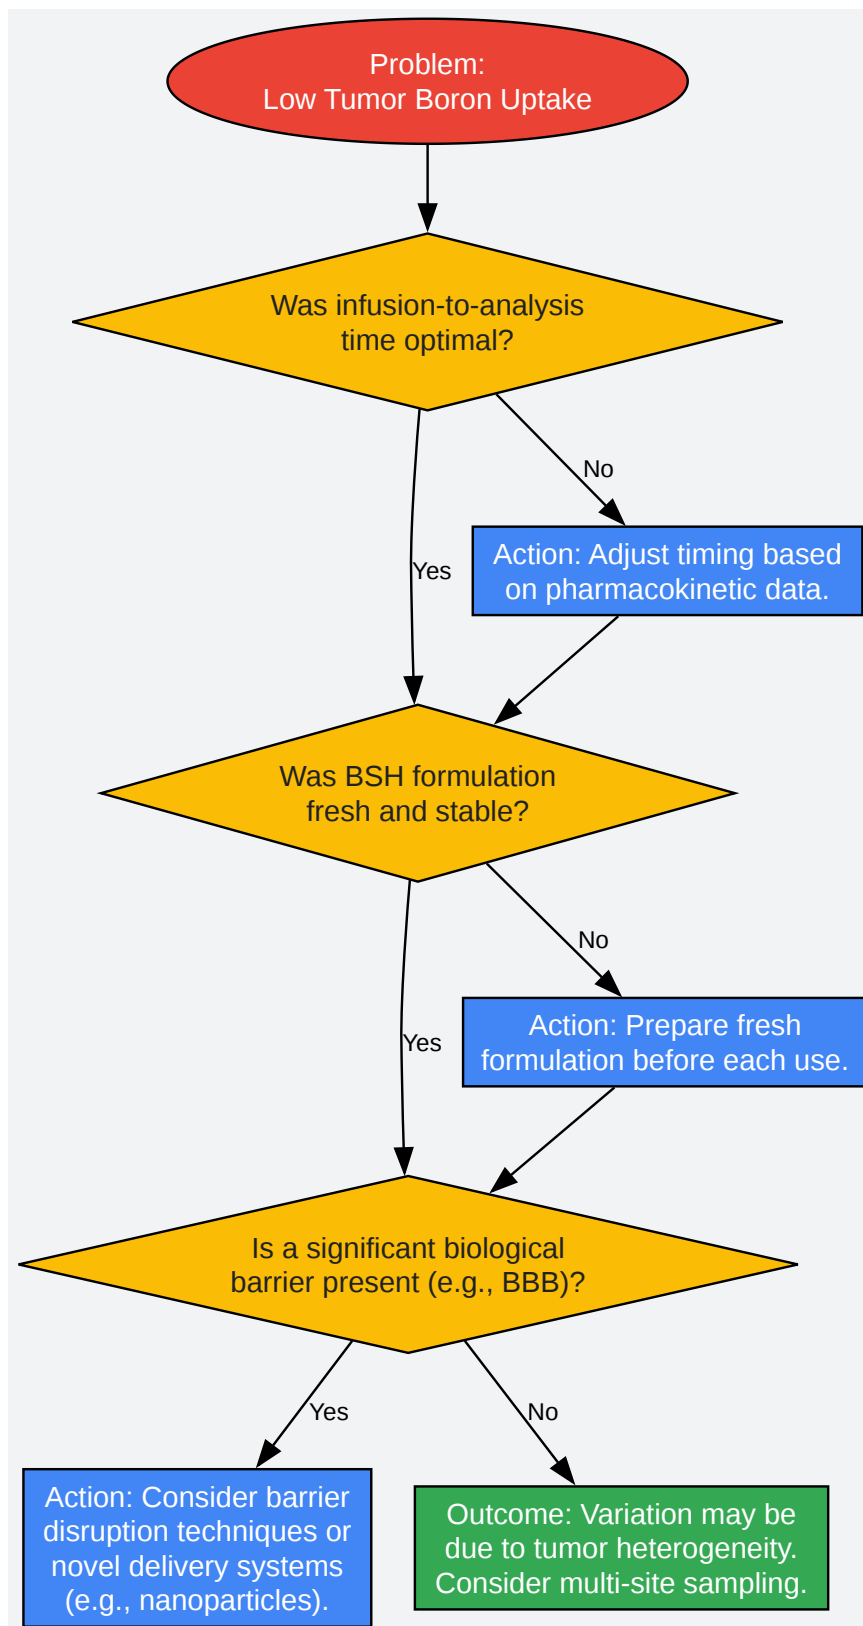 Problem:
Low Tumor Boron Uptake
Was infusion-to-analysis
time optimal?
No
Action: Adjust timing based
on pharmacokinetic data.
Yes
Was BSH formulation
fresh and stable?
No
Action: Prepare fresh
formulation before each use.
Yes
Is a significant biological
barrier present (e.g., BBB)?
Yes
No
Action: Consider barrier
disruption techniques or
novel delivery systems
(e.g., nanoparticles).
Outcome: Variation may be
due to tumor heterogeneity.
Consider multi-site sampling.